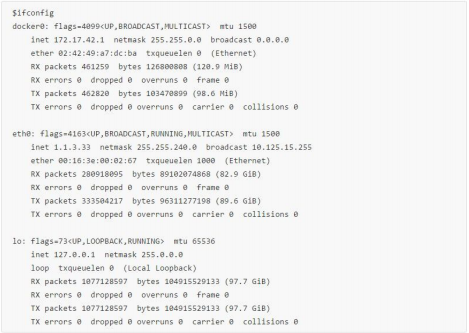 $ifconfig
docker0: flags=4099<UP,BROADCAST,MULTICAST>  mtu 1500
    inet 172.17.42.1  netmask 255.255.0.0  broadcast 0.0.0.0
    ether 02:42:49:a7:dc:ba  txqueuelen 0  (Ethernet)
    RX packets 461259  bytes 126800808 (120.9 MiB)
    RX errors 0  dropped 0  overruns 0  frame 0
    TX packets 462820  bytes 103470899 (98.6 MiB)
    TX errors 0  dropped 0 overruns 0  carrier 0  collisions 0
eth0: flags=4163<UP,BROADCAST,RUNNING,MULTICAST>  mtu 1500
    inet 1.1.3.33  netmask 255.255.240.0  broadcast 10.125.15.255
    ether 00:16:3e:00:02:67  txqueuelen 1000  (Ethernet)
    RX packets 280918095  bytes 89102074868 (82.9 GiB)
    RX errors 0  dropped 0  overruns 0  frame 0
    TX packets 333504217  bytes 96311277198 (89.6 GiB)
    TX errors 0  dropped 0 overruns 0  carrier 0  collisions 0
lo: flags=73<UP,LOOPBACK,RUNNING>  mtu 65536
    inet 127.0.0.1  netmask 255.0.0.0
    loop  txqueuelen 0  (Local Loopback)
    RX packets 1077128597  bytes 104915529133 (97.7 GiB)
    RX errors 0  dropped 0  overruns 0  frame 0
    TX packets 1077128597  bytes 104915529133 (97.7 GiB)
    TX errors 0  dropped 0 overruns 0  carrier 0  collisions 0